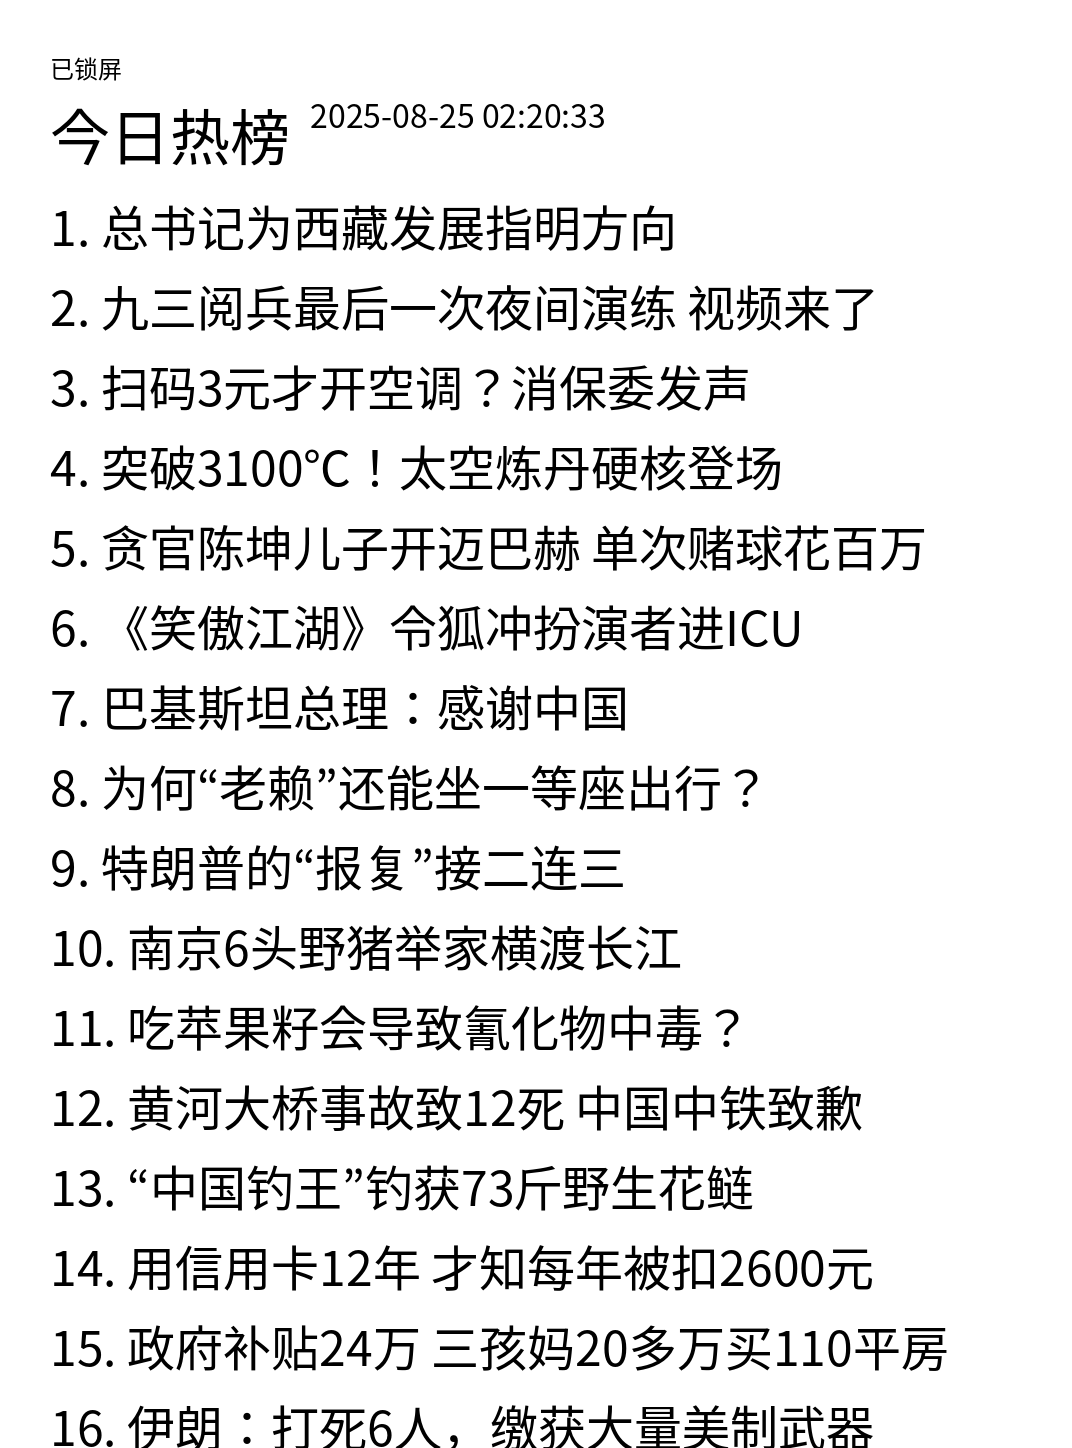 已锁屏
今日热榜 2025-08-25 02:20:33
1. 总书记为西藏发展指明方向
2. 九三阅兵最后一次夜间演练 视频来了
3. 扫码3元才开空调？消保委发声
4. 突破3100℃！太空炼丹硬核登场
5. 贪官陈坤儿子开迈巴赫 单次赌球花百万
6. 《笑傲江湖》令狐冲扮演者进ICU
7. 巴基斯坦总理：感谢中国
8. 为何“老赖”还能坐一等座出行？
9. 特朗普的“报复”接二连三
10. 南京6头野猪举家横渡长江
11. 吃苹果籽会导致氰化物中毒？
12. 黄河大桥事故致12死 中国中铁致歉
13. “中国钓王”钓获73斤野生花鲢
14. 用信用卡12年 才知每年被扣2600元
15. 政府补贴24万 三孩妈20多万买110平房
16. 伊朗：打死6人，缴获大量美制武器